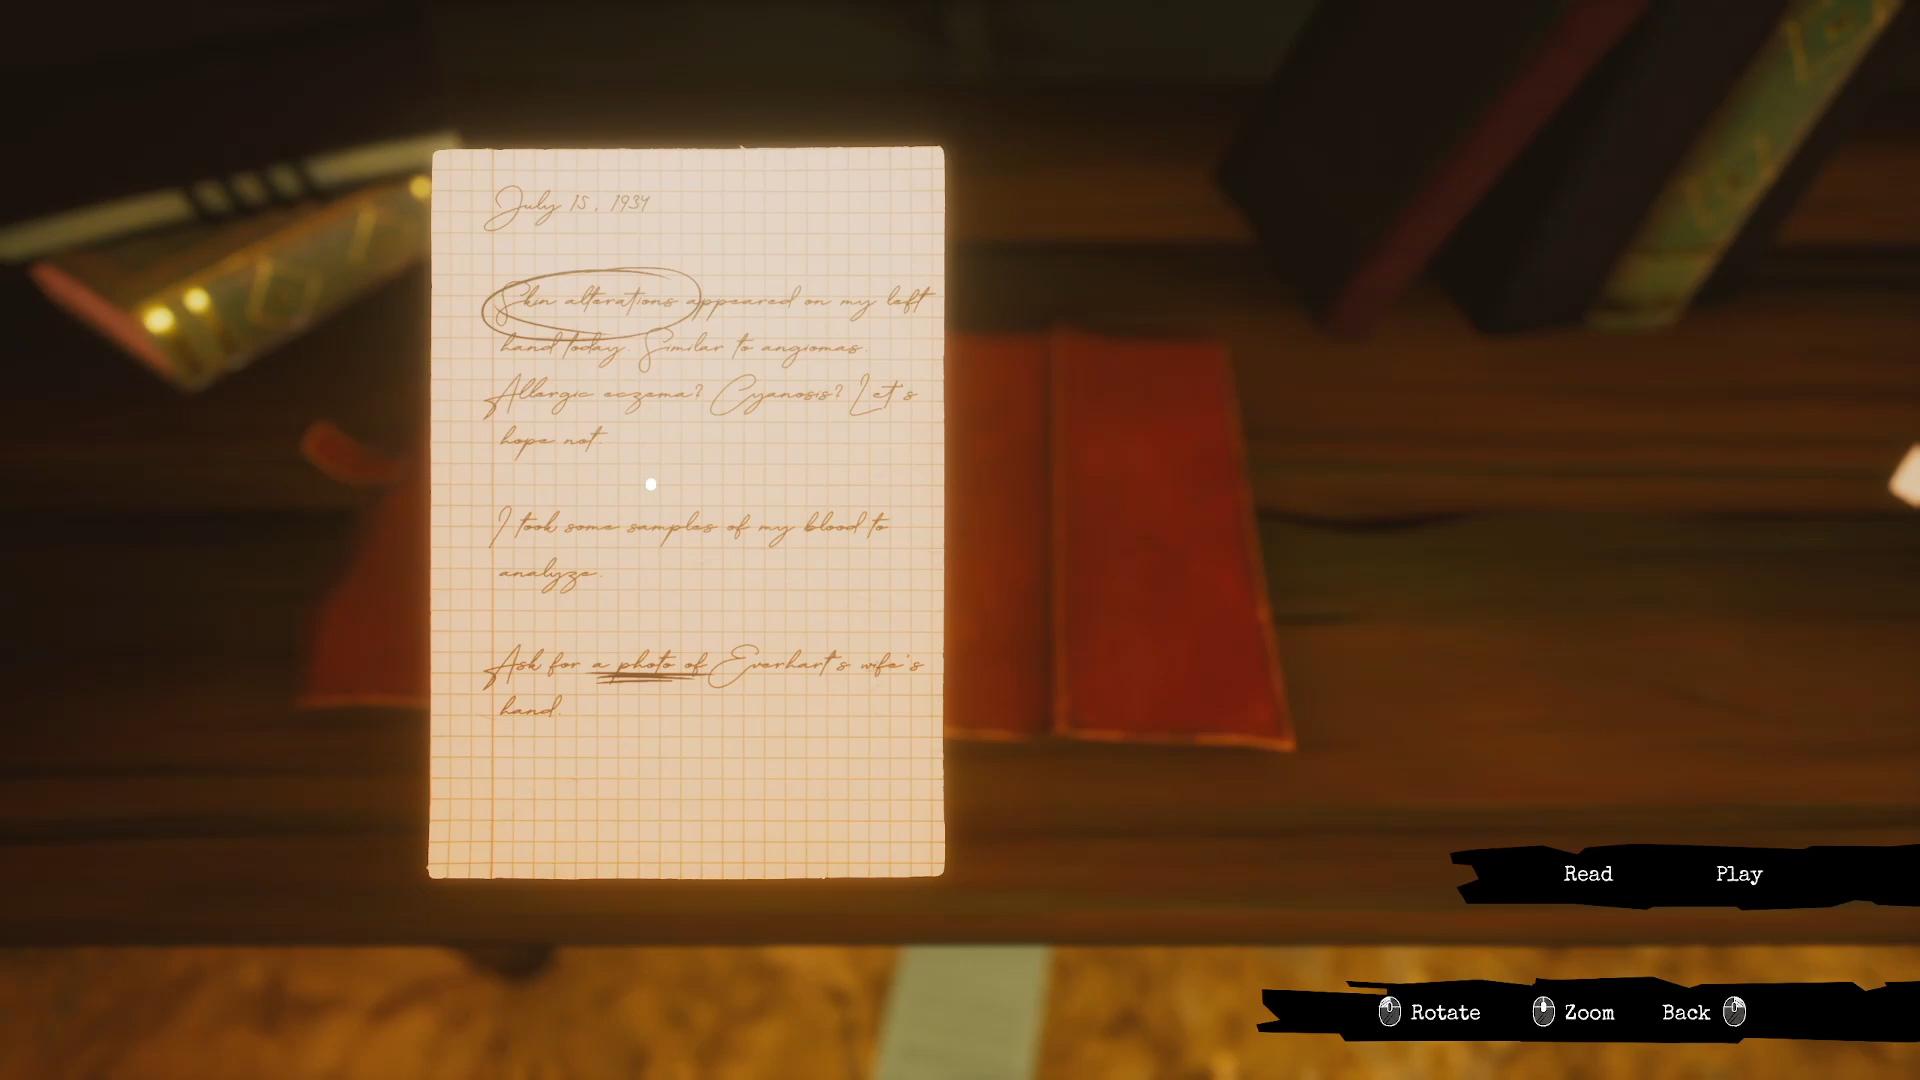 July 15, 1934
Skin alterations appeared on my left
hand today. Similar to angiomas.
Allergic eczema? Cyanosis? Let's
hope not.
I took some samples of my blood to
analyze.
Ask for a photo of Everhart's wife's
hand.
Read Play
Rotate Zoom Back